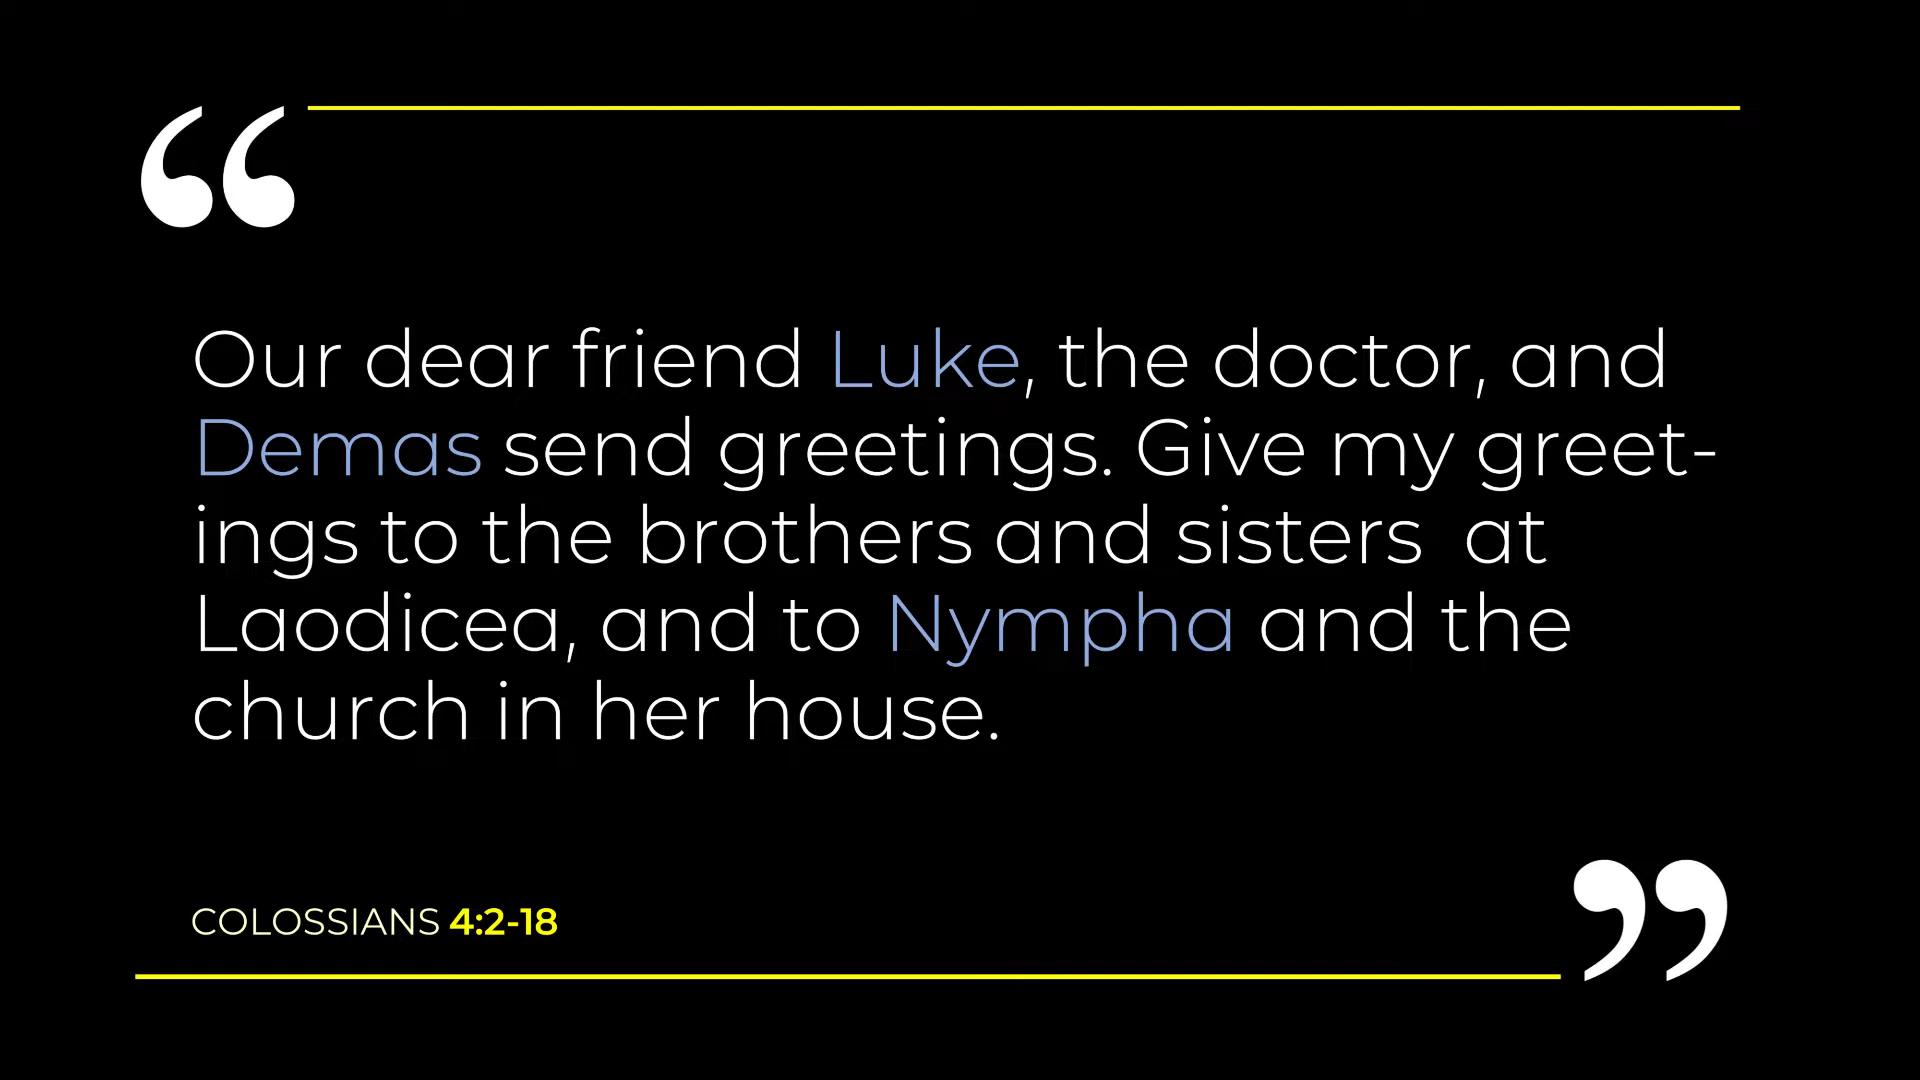 “
Our dear friend Luke, the doctor, and
Demas send greetings. Give my greet-
ings to the brothers and sisters  at
Laodicea, and to Nympha and the
church in her house.
COLOSSIANS 4:2-18
”